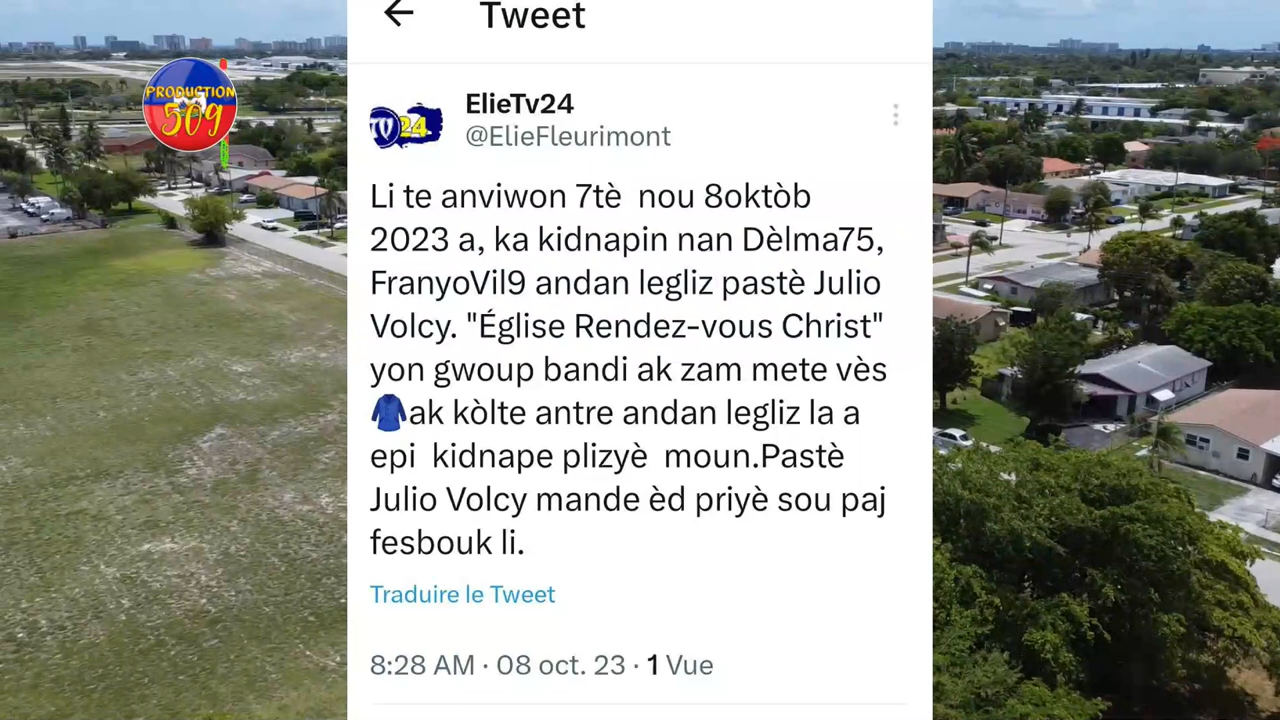 Tweet
PRODUCTION
509
TV24
ElieTv24
@ElieFleurimont
Li te anviwon 7tè nou 8oktòb
2023 a, ka kidnapin nan Dèlma75,
FranyoVil9 andan legliz pastè Julio
Volcy. "Église Rendez-vous Christ"
yon gwoup bandi ak zam mete vès
ak kòlte antre andan legliz la a
epi kidnape plizyè moun.Pastè
Julio Volcy mande èd priyè sou paj
fesbouk li.
Traduire le Tweet
8:28 AM · 08 oct. 23 · 1 Vue